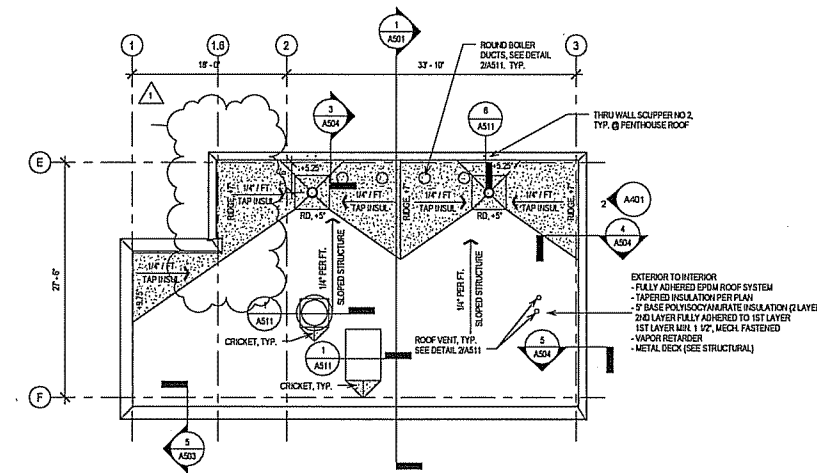 1
1.6
2
1
A501
3
18' - 0"
33' - 10"
ROUND BOILER
DUCTS, SEE DETAIL
2/A511. TYP.
1
3
A504
6
A511
THRU WALL SCUPPER NO 2,
TYP. @ PENTHOUSE ROOF
E
+5.25"
+5.25"
1/4" / FT.
TAP INSUL
RIDGE, +7"
1/4" / FT.
TAP INSUL
RIDGE, +7"
1/4" / FT.
TAP INSUL
1/4" / FT.
TAP INSUL
RIDGE, +7"
RD, +5"
RD, +5"
2
A401
4
A504
27' - 6"
1/4" / FT
TAP INSUL
+9.75"
1/4" PER FT.
SLOPED STRUCTURE
1/4" PER FT.
SLOPED STRUCTURE
A511
CRICKET, TYP.
1
A511
CRICKET, TYP.
ROOF VENT, TYP.
SEE DETAIL 2/A511
5
A504
EXTERIOR TO INTERIOR
- FULLY ADHERED EPDM ROOF SYSTEM
- TAPERED INSULATION PER PLAN
- 5" BASE POLYISOCYANURATE INSULATION (2 LAYE
2ND LAYER FULLY ADHERED TO 1ST LAYER
1ST LAYER MIN. 1 1/2", MECH. FASTENED
- VAPOR RETARDER
- METAL DECK (SEE STRUCTURAL)
F
5
A503